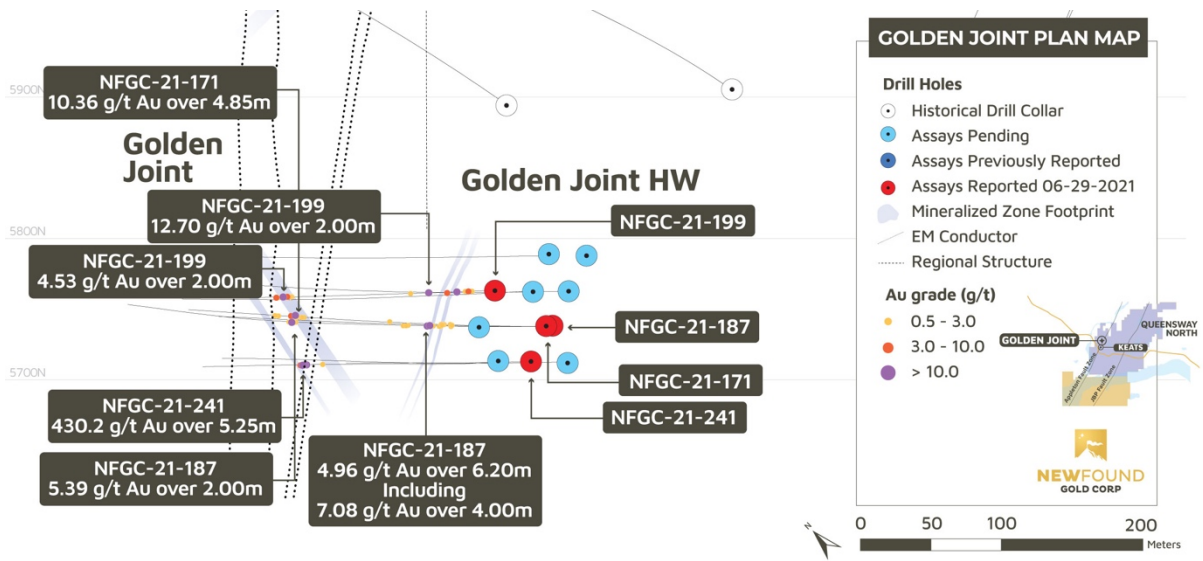 5900N
5800N
5700N
NFGC-21-171
10.36 g/t Au over 4.85m
Golden
Joint
Golden Joint HW
NFGC-21-199
12.70 g/t Au over 2.00m
NFGC-21-199
4.53 g/t Au over 2.00m
NFGC-21-199
NFGC-21-187
NFGC-21-171
NFGC-21-241
NFGC-21-241
430.2 g/t Au over 5.25m
NFGC-21-187
5.39 g/t Au over 2.00m
NFGC-21-187
4.96 g/t Au over 6.20m
Including
7.08 g/t Au over 4.00m
GOLDEN JOINT PLAN MAP
Drill Holes
Historical Drill Collar
Assays Pending
Assays Previously Reported
Assays Reported 06-29-2021
Mineralized Zone Footprint
EM Conductor
Regional Structure
Au grade (g/t)
0.5 - 3.0
3.0 - 10.0
> 10.0
QUEENSWAY
NORTH
GOLDEN JOINT
KEATS
Appleton Fault Zone
JBP Fault Zone
NEWFOUND
GOLD CORP
N
0 50 100 200
Meters